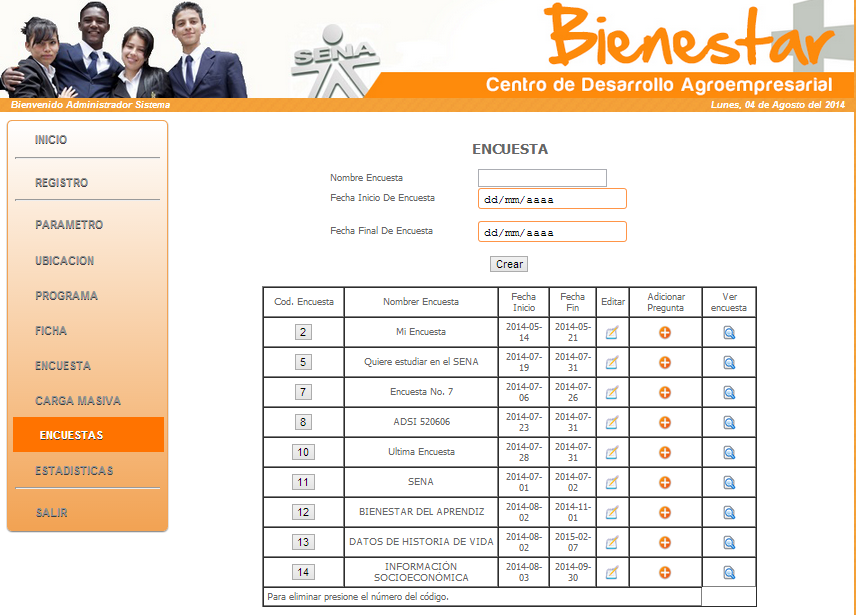 SENA
Bienestar
Centro de Desarrollo Agroempresarial
Bienvenido Administrador Sistema
Lunes, 04 de Agosto del 2014
INICIO
REGISTRO
PARAMETRO
UBICACION
PROGRAMA
FICHA
ENCUESTA
CARGA MASIVA
ENCUESTAS
ESTADISTICAS
SALIR
ENCUESTA
Nombre Encuesta
Fecha Inicio De Encuesta dd/mm/aaaa
Fecha Final De Encuesta dd/mm/aaaa
Crear
Cod. Encuesta Nombrer Encuesta Fecha Inicio Fecha Fin Editar Adicionar Pregunta Ver encuesta
2 Mi Encuesta 2014-05-14 2014-05-21
5 Quiere estudiar en el SENA 2014-07-19 2014-07-31
7 Encuesta No. 7 2014-07-06 2014-07-26
8 ADSI 520606 2014-07-23 2014-07-31
10 Ultima Encuesta 2014-07-28 2014-07-31
11 SENA 2014-07-01 2014-07-02
12 BIENESTAR DEL APRENDIZ 2014-08-02 2014-11-01
13 DATOS DE HISTORIA DE VIDA 2014-08-02 2015-02-07
14 INFORMACIÓN SOCIOECONÓMICA 2014-08-03 2014-09-30
Para eliminar presione el número del código.